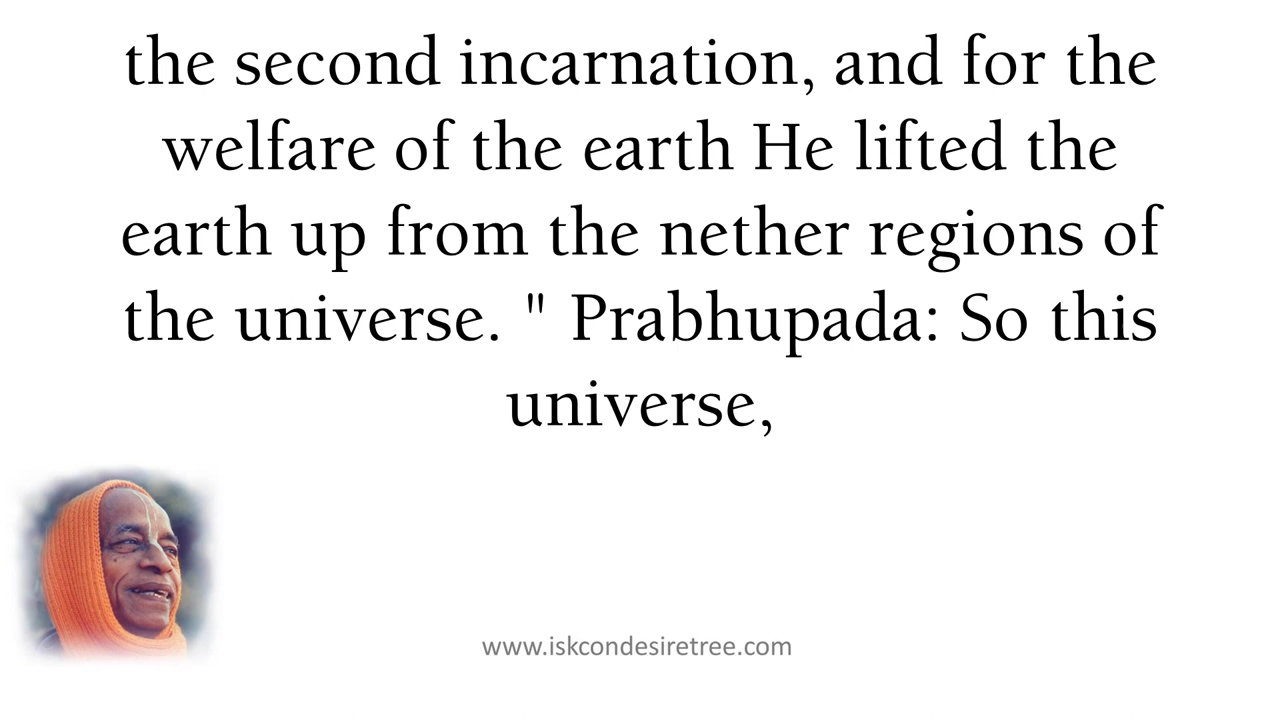 the second incarnation, and for the
welfare of the earth He lifted the
earth up from the nether regions of
the universe. " Prabhupada: So this
universe,
www.iskcondesiretree.com